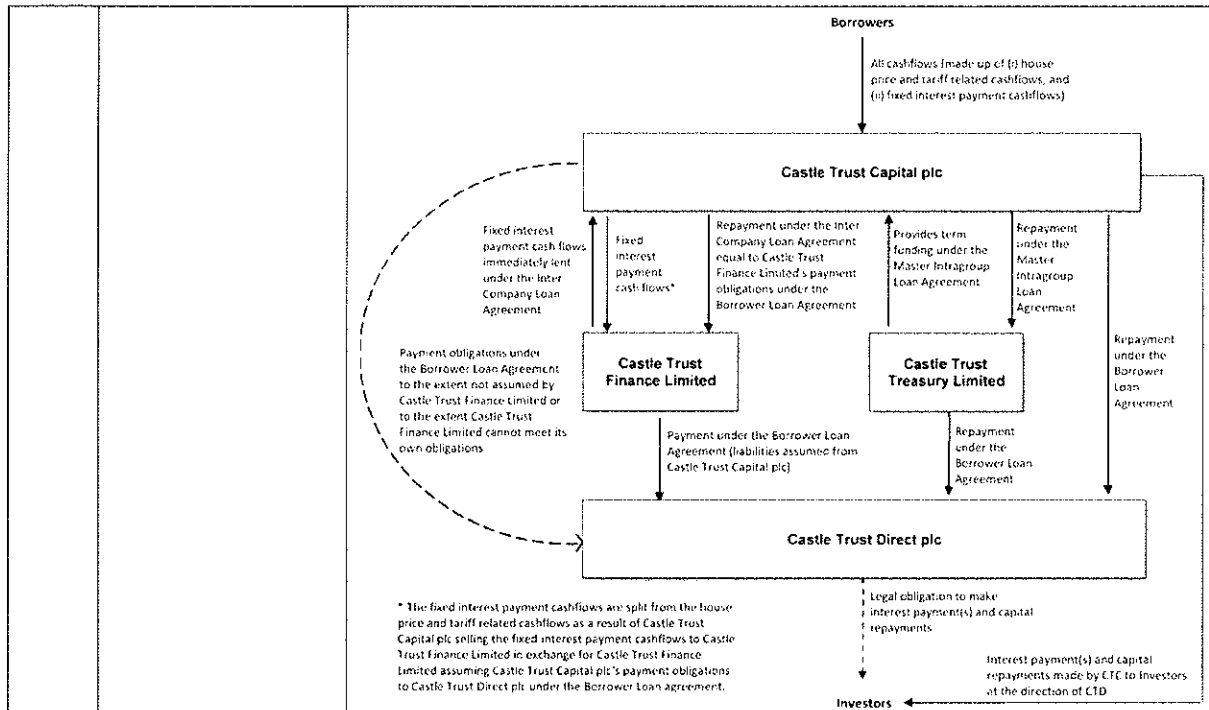 Borrowers
All cashflows (made up of (i) house
price and tariff related cashflows, and
(ii) fixed interest payment cashflows)
Castle Trust Capital plc
Fixed interest
payment cash flows
immediately lent
under the Inter
Company Loan
Agreement
Fixed
interest
payment
cash flows*
Repayment under the Inter
Company Loan Agreement
equal to Castle Trust
Finance Limited's payment
obligations under the
Borrower Loan Agreement
Provides term
funding under the
Master Intragroup
Loan Agreement
Repayment
under the
Master
Intragroup
Loan
Agreement
Repayment
under the
Borrower
Loan
Agreement
Castle Trust
Finance Limited
Castle Trust
Treasury Limited
Payment obligations under
the Borrower Loan Agreement
to the extent not assumed by
Castle Trust Finance Limited or
to the extent Castle Trust
Finance Limited cannot meet its
own obligations
Payment under the Borrower Loan
Agreement (liabilities assumed from
Castle Trust Capital plc)
Repayment
under the
Borrower Loan
Agreement
Castle Trust Direct plc
Legal obligation to make
interest payment(s) and capital
repayments
* The fixed interest payment cashflows are split from the house
price and tariff related cashflows as a result of Castle Trust
Capital plc selling the fixed interest payment cashflows to Castle
Trust Finance Limited in exchange for Castle Trust Finance
Limited assuming Castle Trust Capital plc's payment obligations
to Castle Trust Direct plc under the Borrower Loan agreement.
Interest payment(s) and capital
repayments made by CTC to Investors
at the direction of CTD
Investors